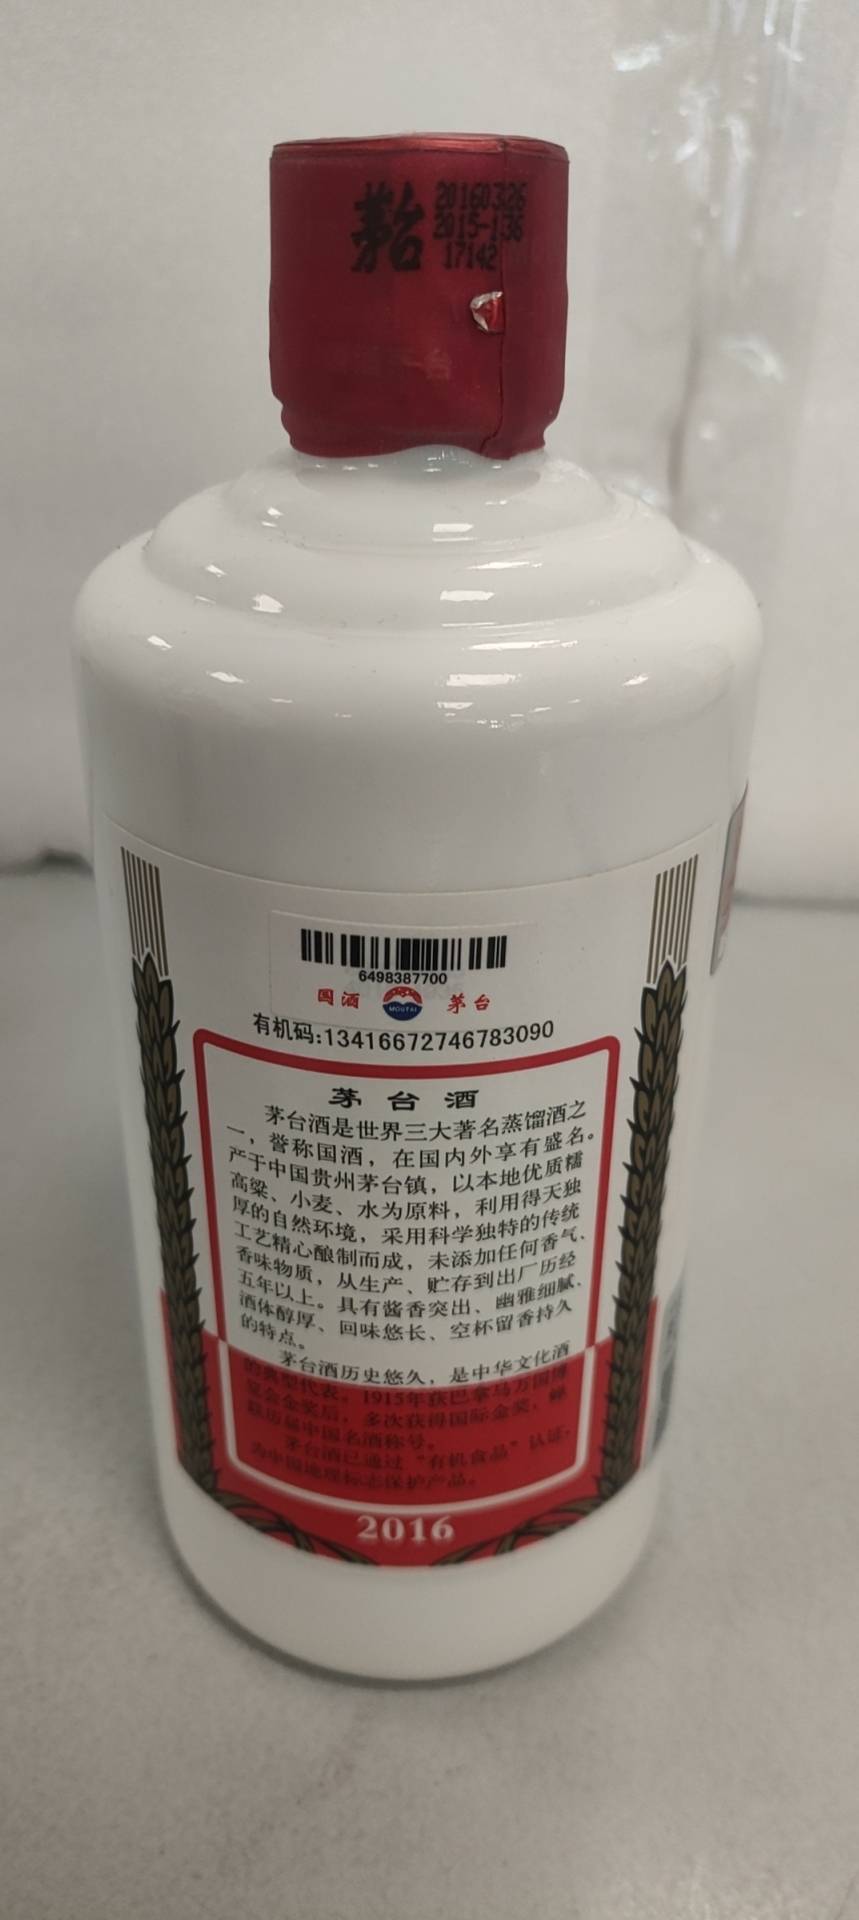 茅台
20160326
2015-136
17142
6498387700
国酒 MOUTAI 茅台
有机码:13416672746783090
茅台酒
茅台酒是世界三大著名蒸馏酒之
一，誉称国酒，在国内外享有盛名。
产于中国贵州茅台镇，以本地优质糯
高粱、小麦、水为原料，利用得天独
厚的自然环境，采用科学独特的传统
工艺精心酿制而成，未添加任何香气、
香味物质，从生产、贮存到出厂历经
五年以上。具有酱香突出、幽雅细腻、
酒体醇厚、回味悠长、空杯留香持久
的特点。
茅台酒历史悠久，是中华文化酒
的典型代表。1915年获巴拿马万国博
览会金奖后，多次获得国际金奖，蝉
联历届中国名酒称号。
茅台酒已通过“有机食品”认证，
为中国地理标志保护产品。
2016